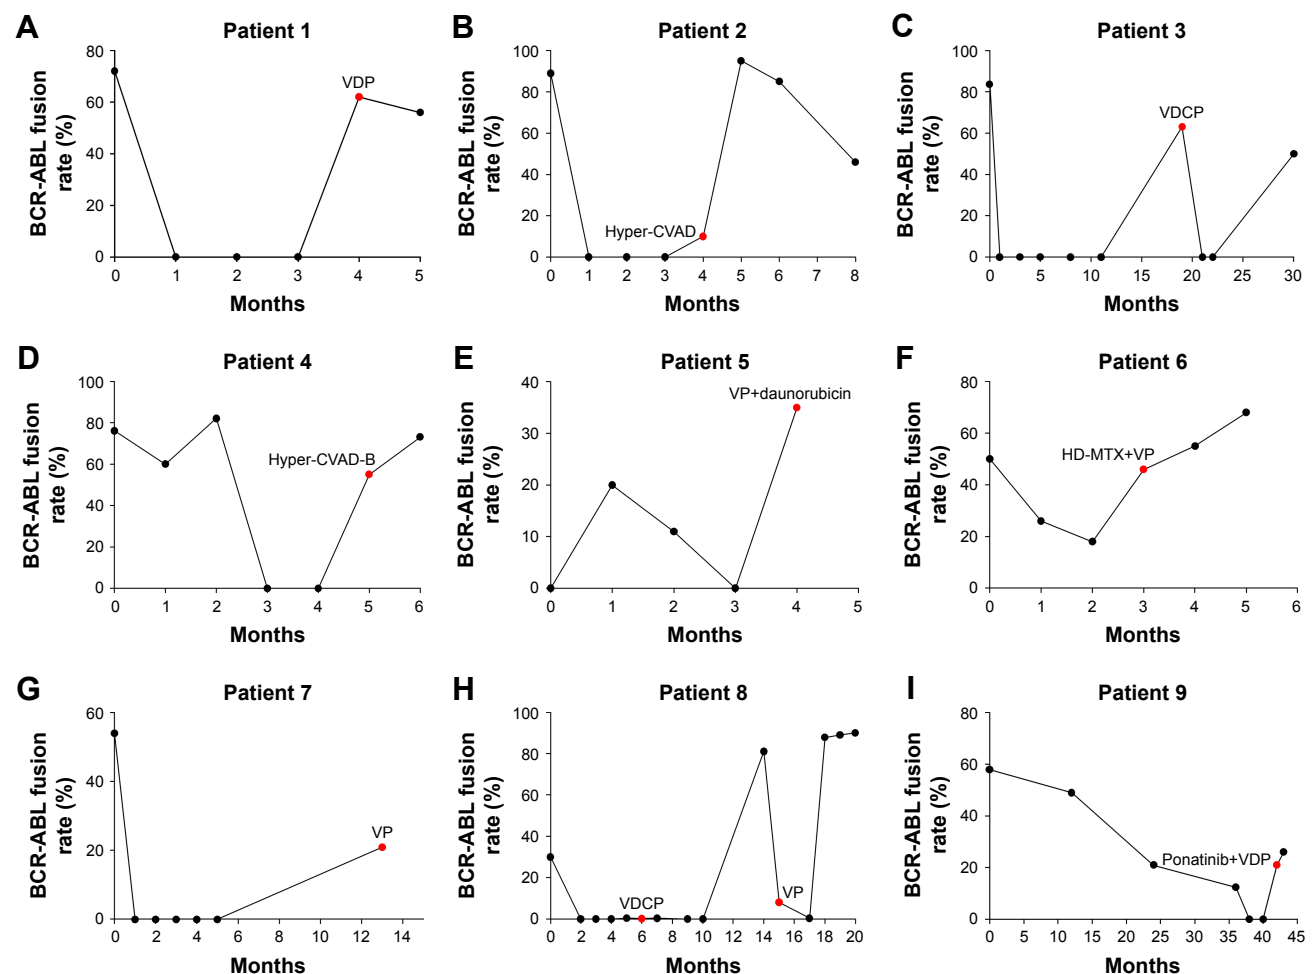 A
Patient 1
BCR-ABL fusion
rate (%)
80
60
40
20
0
VDP
0 1 2 3 4 5
Months
B
Patient 2
BCR-ABL fusion
rate (%)
100
80
60
40
20
0
Hyper-CVAD
0 1 2 3 4 5 6 7 8
Months
C
Patient 3
BCR-ABL fusion
rate (%)
100
80
60
40
20
0
VDCP
0 5 10 15 20 25 30
Months
D
Patient 4
BCR-ABL fusion
rate (%)
100
80
60
40
20
0
Hyper-CVAD-B
0 1 2 3 4 5 6
Months
E
Patient 5
BCR-ABL fusion
rate (%)
40
30
20
10
0
VP+daunorubicin
0 1 2 3 4 5
Months
F
Patient 6
BCR-ABL fusion
rate (%)
80
60
40
20
0
HD-MTX+VP
0 1 2 3 4 5 6
Months
G
Patient 7
BCR-ABL fusion
rate (%)
60
40
20
0
VP
0 2 4 6 8 10 12 14
Months
H
Patient 8
BCR-ABL fusion
rate (%)
100
80
60
40
20
0
VDCP
VP
0 2 4 6 8 10 12 14 16 18 20
Months
I
Patient 9
BCR-ABL fusion
rate (%)
80
60
40
20
0
Ponatinib+VDP
0 5 10 15 20 25 30 35 40 45
Months